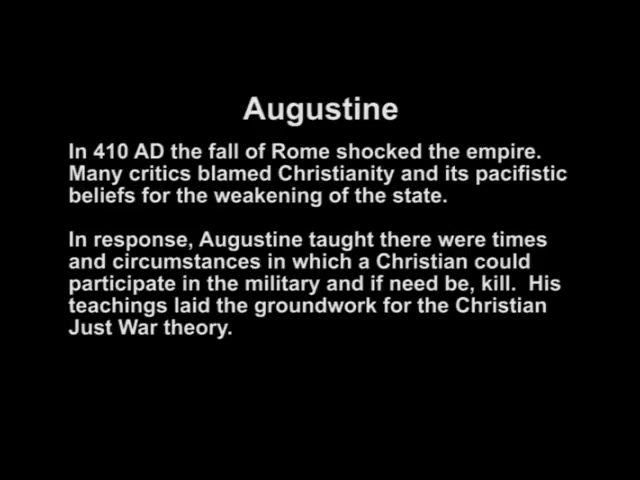 Augustine
In 410 AD the fall of Rome shocked the empire.
Many critics blamed Christianity and its pacifistic
beliefs for the weakening of the state.
In response, Augustine taught there were times
and circumstances in which a Christian could
participate in the military and if need be, kill.  His
teachings laid the groundwork for the Christian
Just War theory.